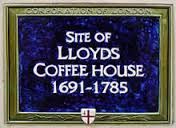 CORPORATION OF LONDON
SITE OF
LLOYDS
COFFEE HOUSE
1691-1785